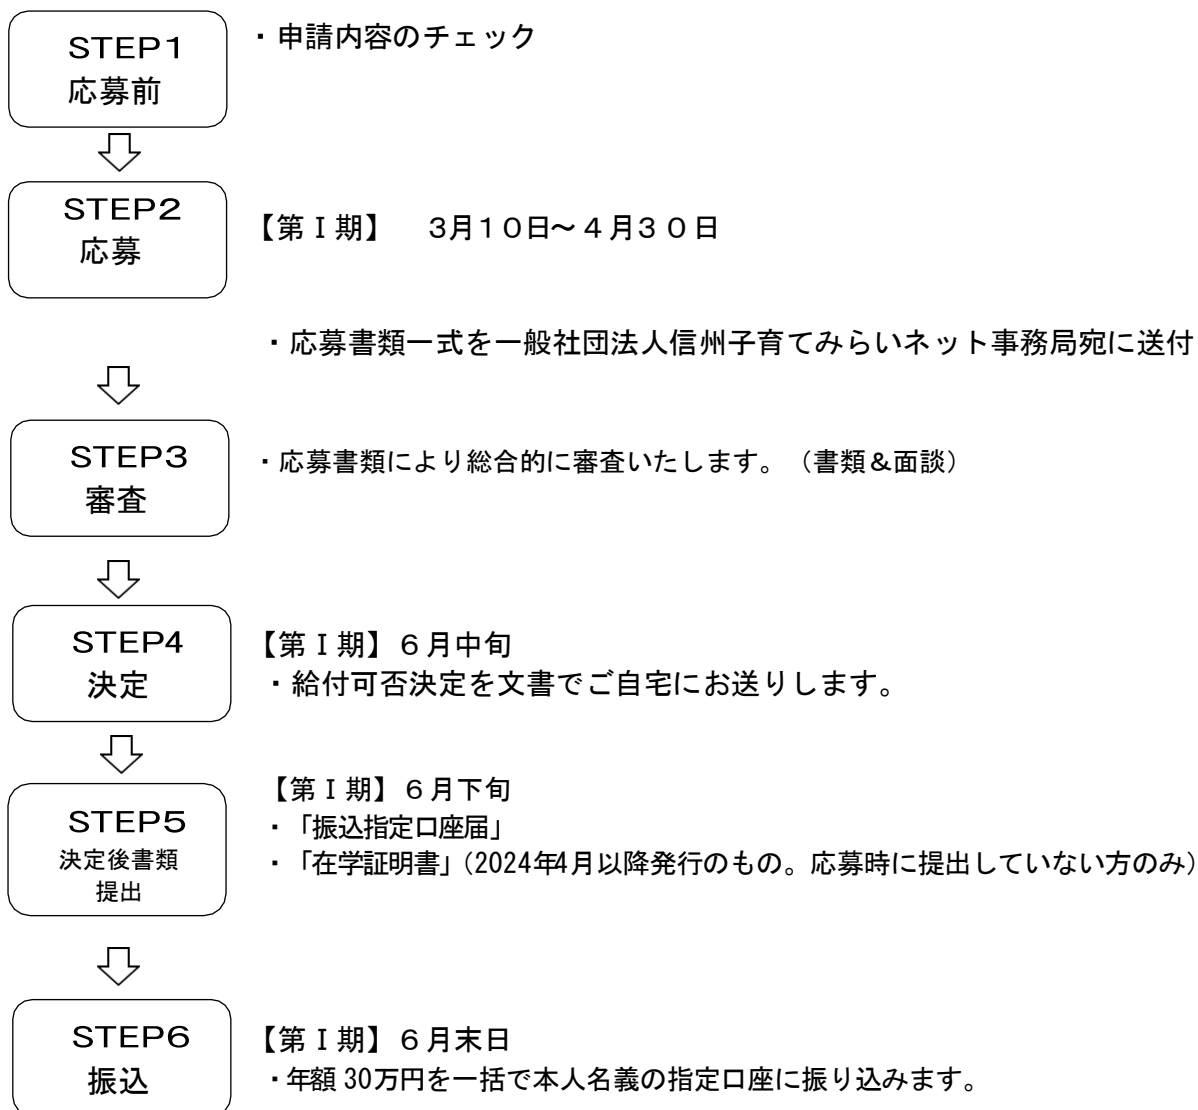 STEP1
応募前
・申請内容のチェック
STEP2
応募
【第Ⅰ期】　3月１０日～４月３０日
・応募書類一式を一般社団法人信州子育てみらいネット事務局宛に送付
STEP3
審査
・応募書類により総合的に審査いたします。（書類＆面談）
STEP4
決定
【第Ⅰ期】６月中旬
・給付可否決定を文書でご自宅にお送りします。
STEP5
決定後書類
提出
【第Ⅰ期】６月下旬
・「振込指定口座届」
・「在学証明書」（2024年4月以降発行のもの。応募時に提出していない方のみ）
STEP6
振込
【第Ⅰ期】６月末日
・年額30万円を一括で本人名義の指定口座に振り込みます。